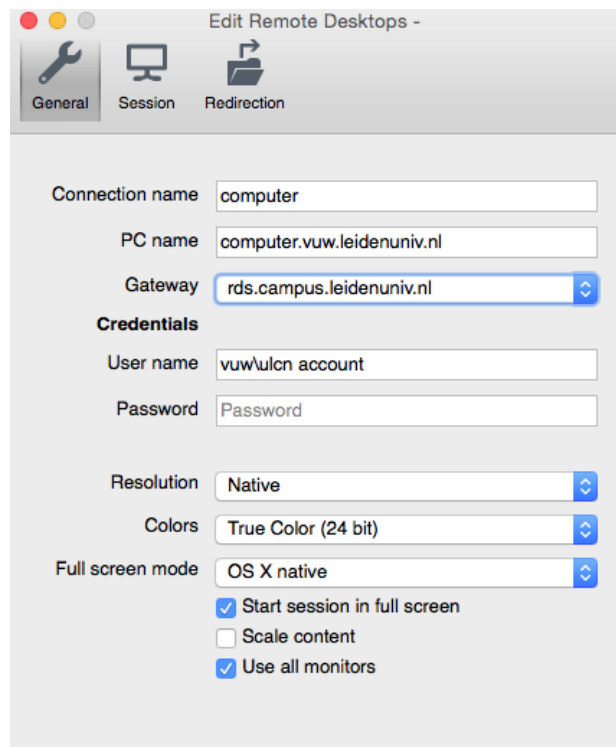 Edit Remote Desktops -
General Session Redirection
Connection name computer
PC name computer.vuw.leidenuniv.nl
Gateway rds.campus.leidenuniv.nl
Credentials
User name vuw\ulcn account
Password Password
Resolution Native
Colors True Color (24 bit)
Full screen mode OS X native
Start session in full screen
Scale content
Use all monitors